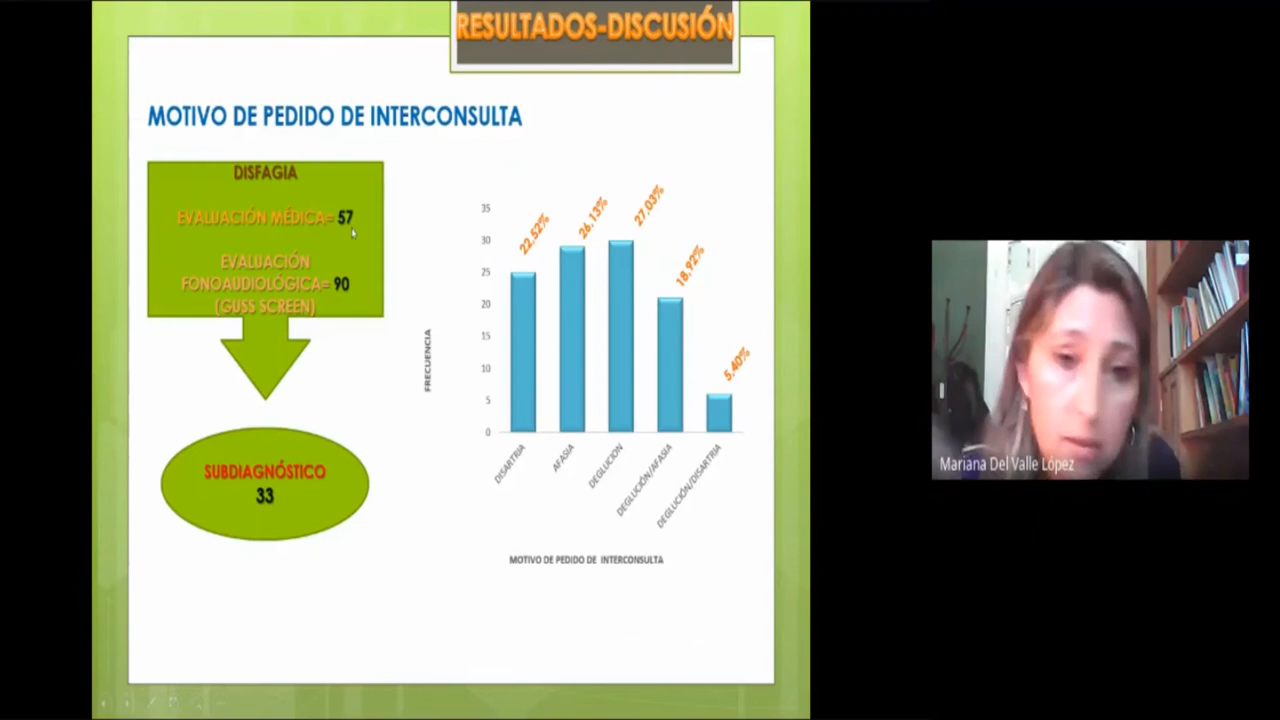 RESULTADOS-DISCUSIÓN
MOTIVO DE PEDIDO DE INTERCONSULTA
DISFAGIA
EVALUACIÓN MÉDICA= 57
EVALUACIÓN
FONOAUDIOLÓGICA= 90
(GUSS SCREEN)
SUBDIAGNÓSTICO
33
FRECUENCIA
35
30
25
20
15
10
5
0
22,52%
26,13%
27,03%
18,92%
5,40%
DISARTRIA
AFASIA
DEGLUCION
DEGLUCIÓN/AFASIA
DEGLUCIÓN/DISARTRIA
MOTIVO DE PEDIDO DE INTERCONSULTA
Mariana Del Valle López